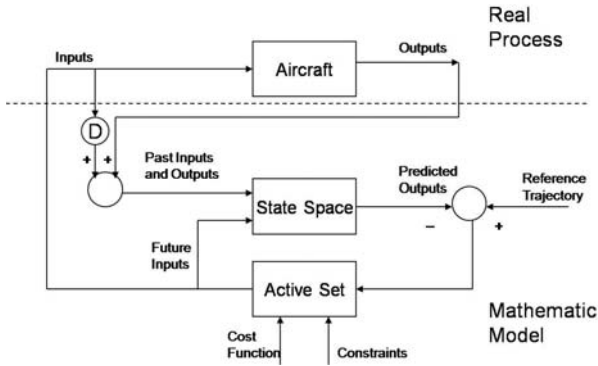 Real
Process
Inputs
Outputs
Aircraft
D
+
+
Past Inputs
and Outputs
Predicted
Outputs
Reference
Trajectory
State Space
–
+
Future
Inputs
Active Set
Mathematic
Model
Cost
Function
Constraints